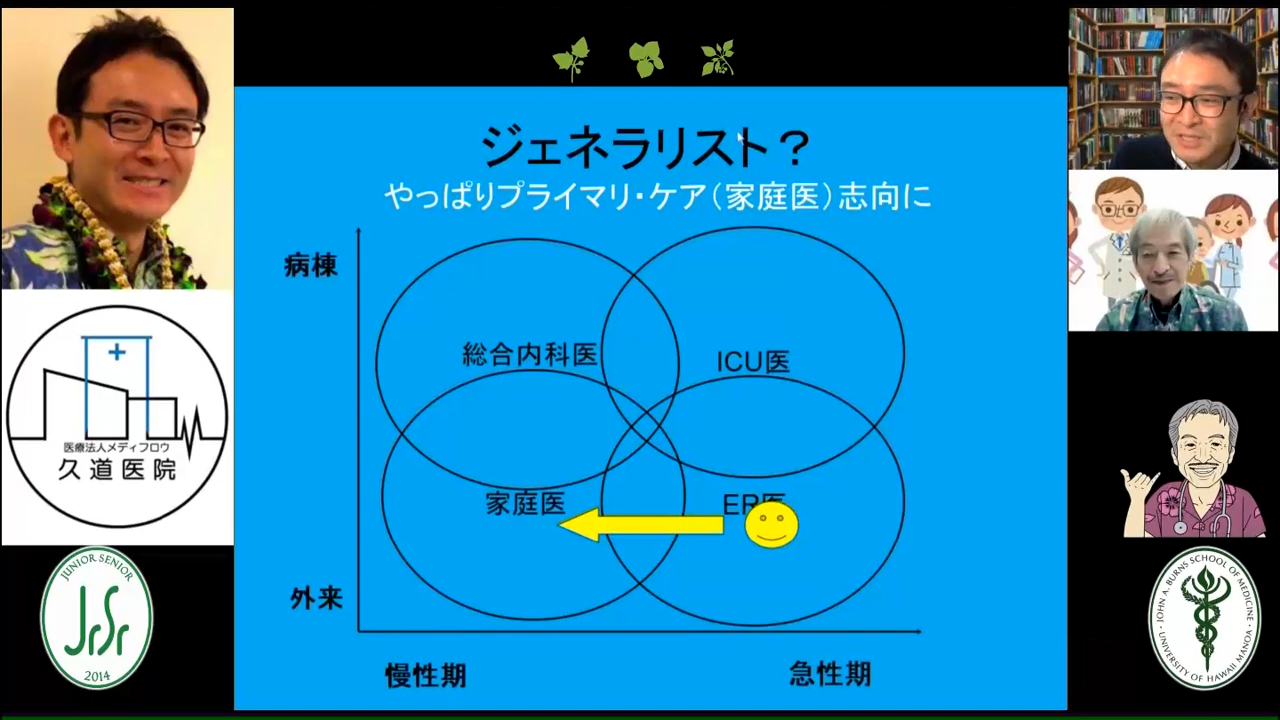 ジェネラリスト？
やっぱりプライマリ・ケア（家庭医）志向に
病棟
総合内科医
ICU医
家庭医
ER医
外来
慢性期
急性期
医療法人メディフロウ
久道医院
JUNIOR SENIOR
JrSr
2014
JOHN A. BURNS SCHOOL OF MEDICINE
UNIVERSITY OF HAWAII MANOA